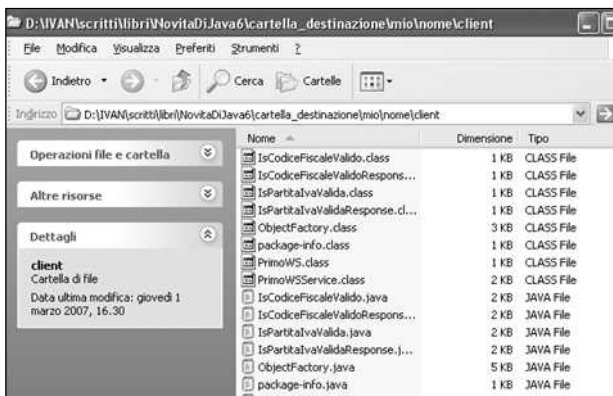 D:\IVAN\scritti\libri\NovitaDiJava6\cartella_destinazione\mio\nome\client
File Modifica Visualizza Preferiti Strumenti ?
Indietro Cerca Cartelle
Indirizzo D:\IVAN\scritti\libri\NovitaDiJava6\cartella_destinazione\mio\nome\client
Operazioni file e cartella
Altre risorse
Dettagli
client
Cartella di file
Data ultima modifica: giovedì 1
marzo 2007, 16.30
Nome Dimensione Tipo
IsCodiceFiscaleValido.class 1 KB CLASS File
IsCodiceFiscaleValidoRespons... 1 KB CLASS File
IsPartitaIvaValida.class 1 KB CLASS File
IsPartitaIvaValidaResponse.cl... 1 KB CLASS File
ObjectFactory.class 3 KB CLASS File
package-info.class 1 KB CLASS File
PrimoWS.class 1 KB CLASS File
PrimoWSService.class 2 KB CLASS File
IsCodiceFiscaleValido.java 2 KB JAVA File
IsCodiceFiscaleValidoRespons... 2 KB JAVA File
IsPartitaIvaValida.java 2 KB JAVA File
IsPartitaIvaValidaResponse.j... 2 KB JAVA File
ObjectFactory.java 5 KB JAVA File
package-info.java 1 KB JAVA File